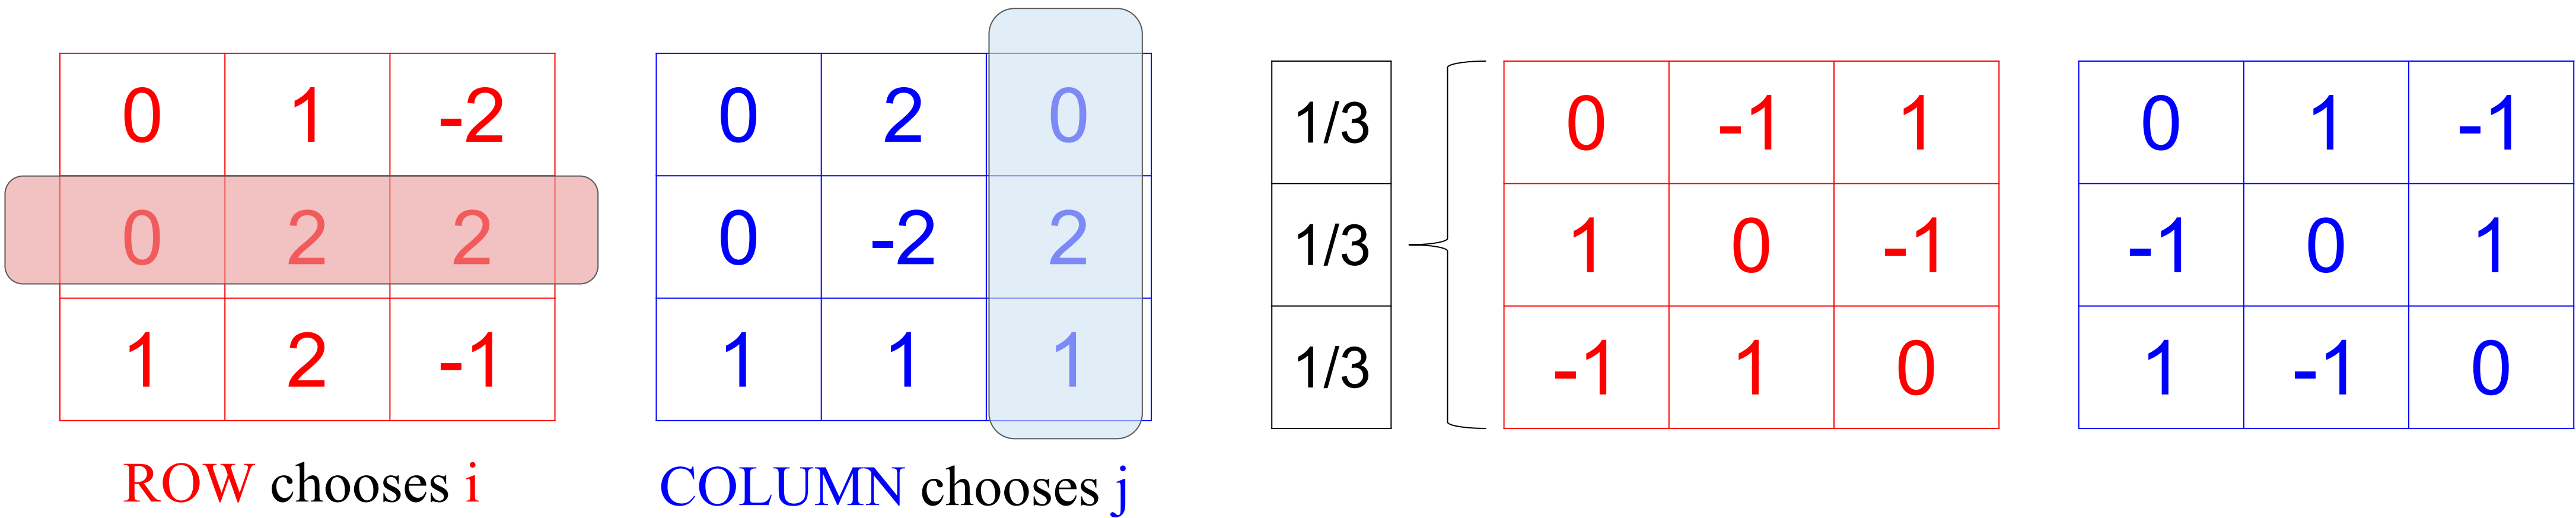 0 1 -2
0 2 2
1 2 -1
ROW chooses i
0 2 0
0 -2 2
1 1 1
COLUMN chooses j
1/3
1/3
1/3
0 -1 1
1 0 -1
-1 1 0
0 1 -1
-1 0 1
1 -1 0